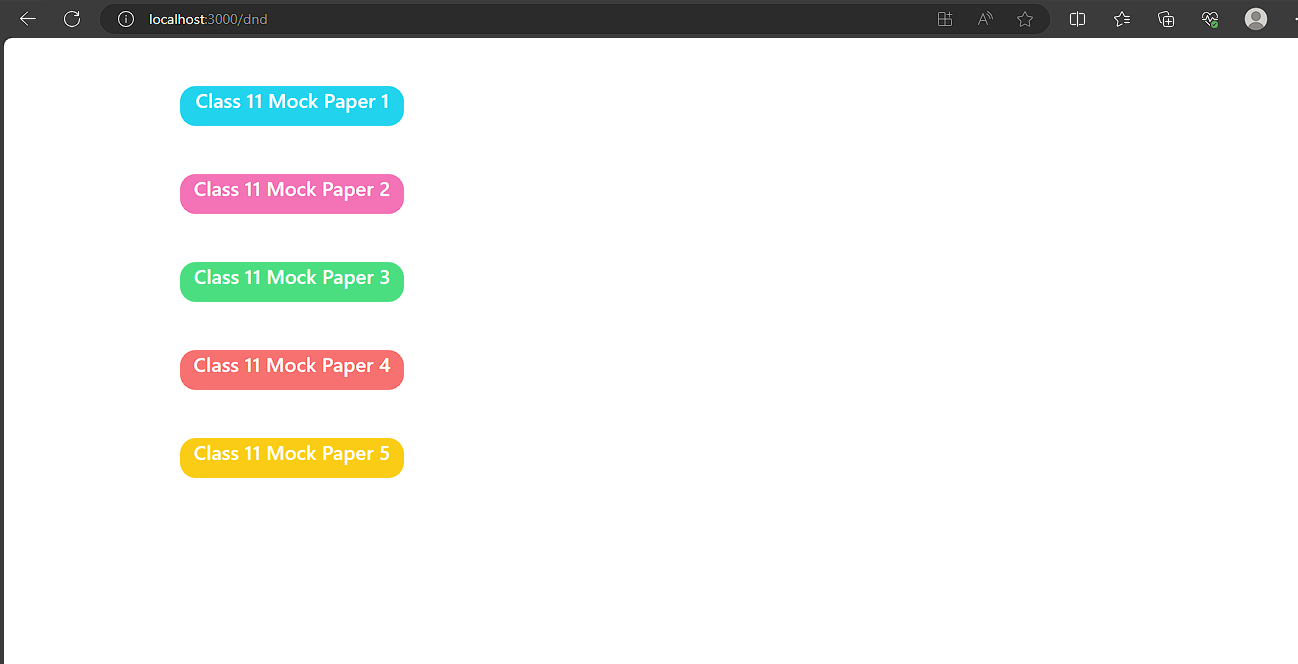 localhost:3000/dnd
Class 11 Mock Paper 1
Class 11 Mock Paper 2
Class 11 Mock Paper 3
Class 11 Mock Paper 4
Class 11 Mock Paper 5